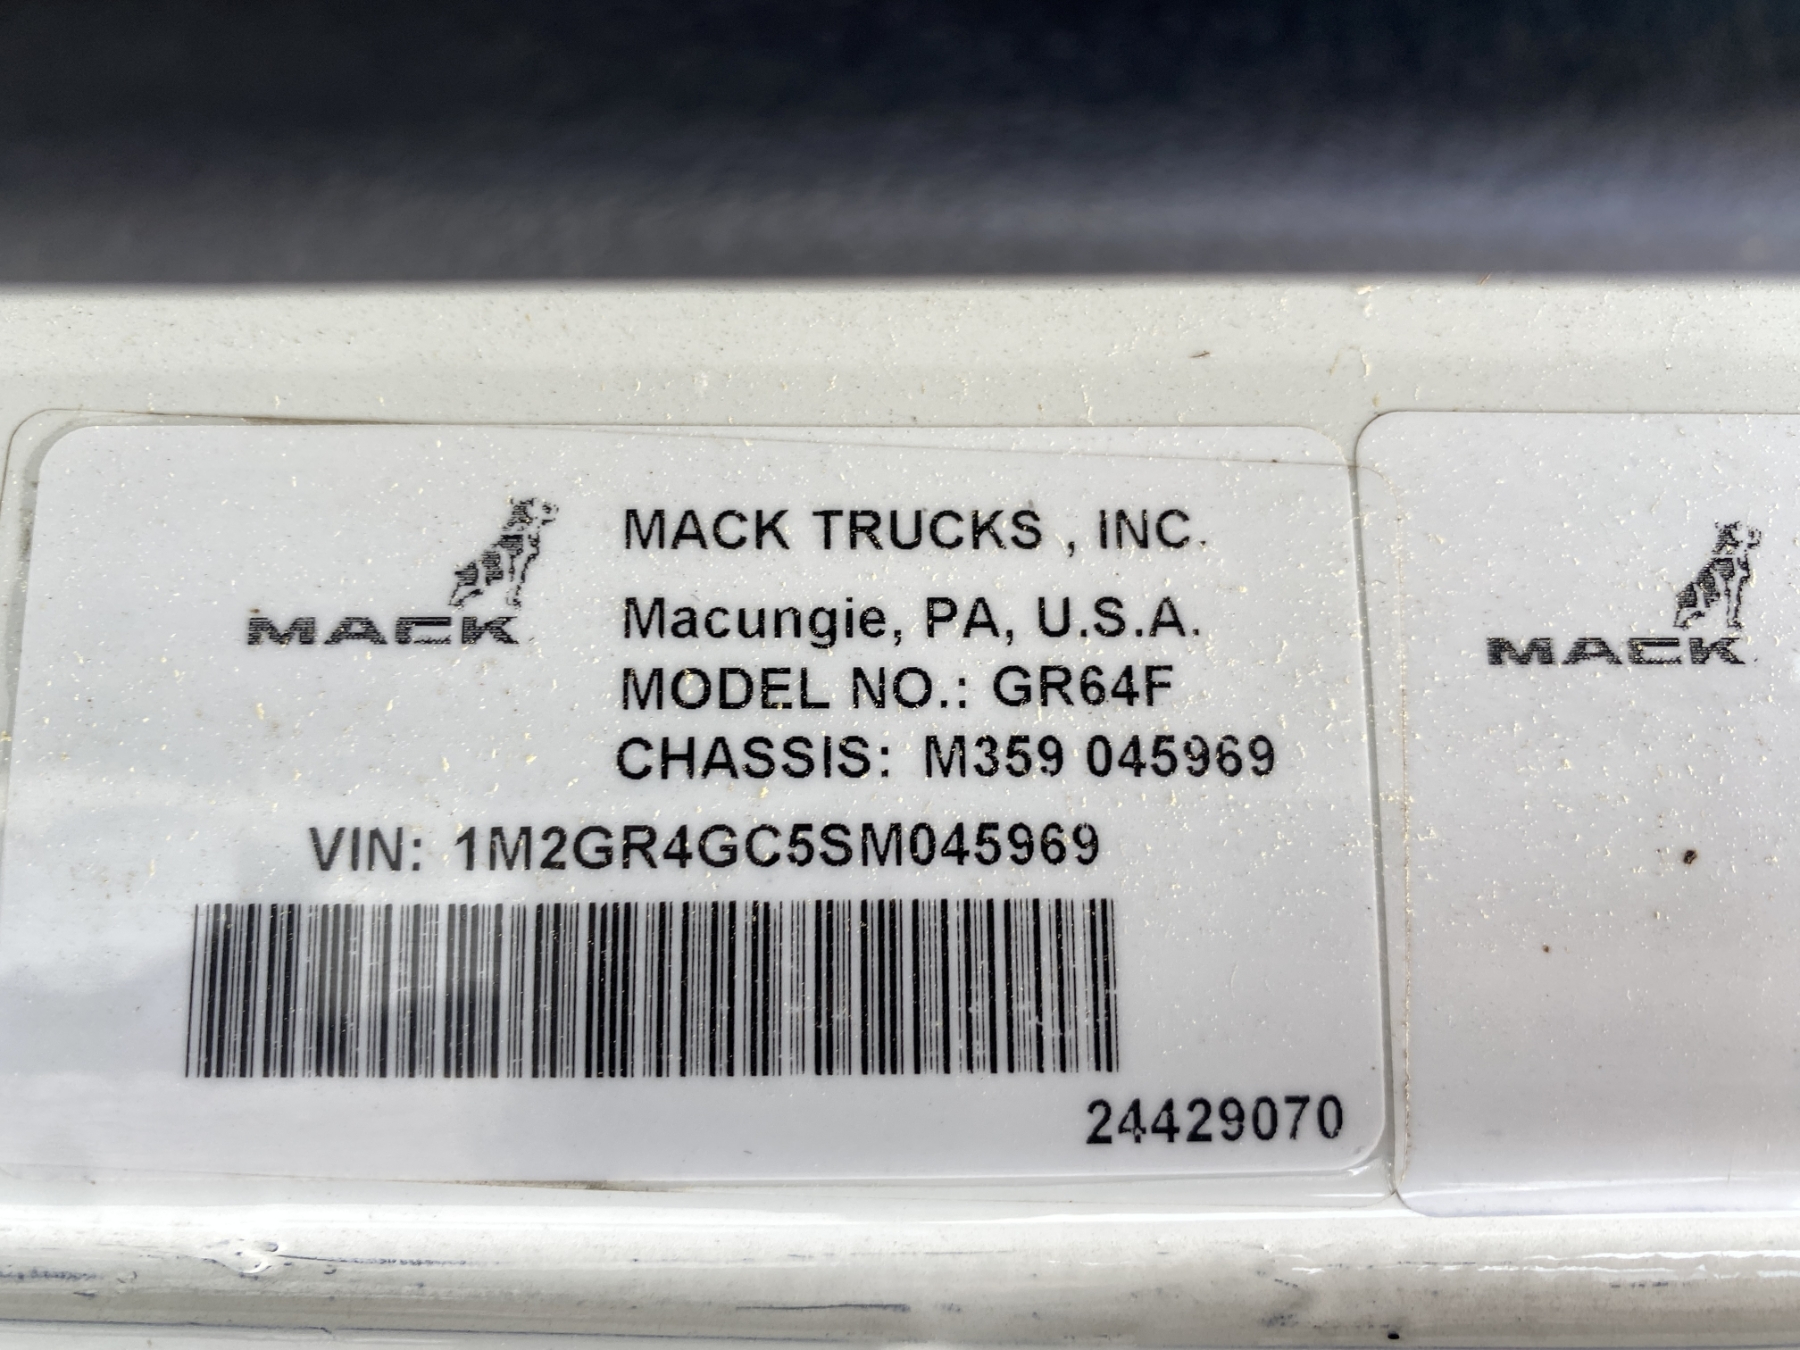 MACK
MACK TRUCKS , INC.
Macungie, PA, U.S.A.
MODEL NO.: GR64F
CHASSIS: M359 045969
VIN: 1M2GR4GC5SM045969
24429070
MACK